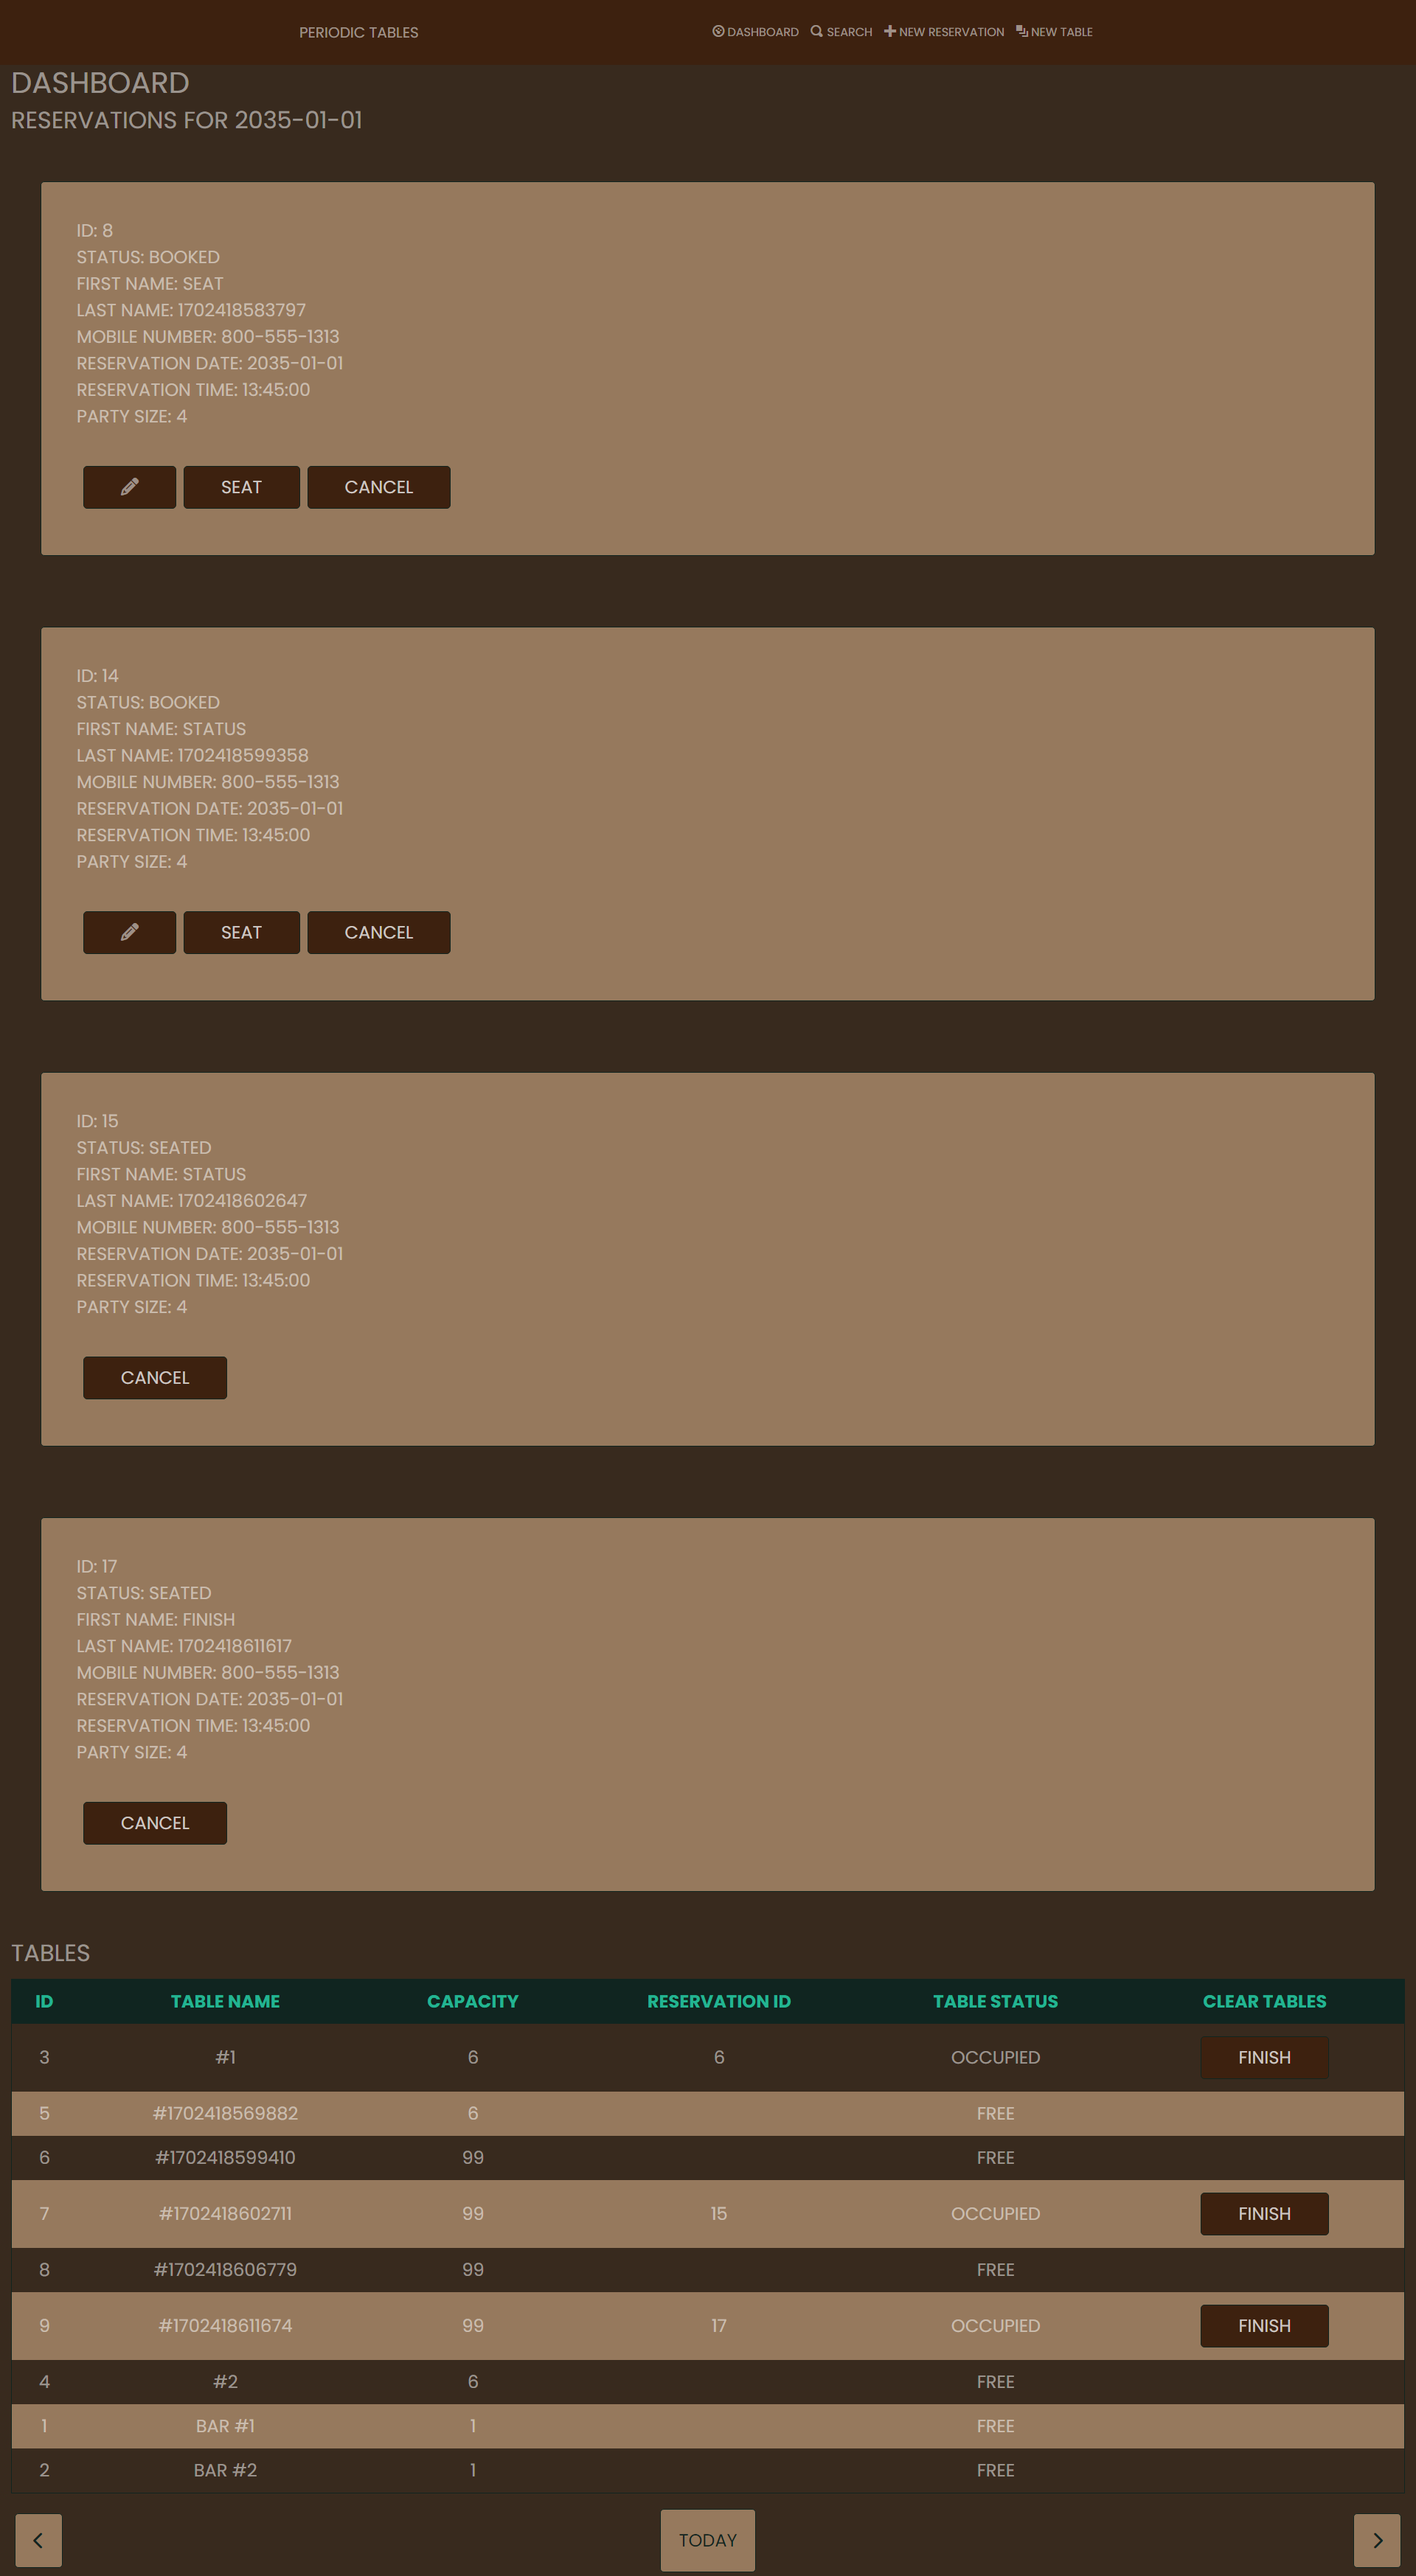 PERIODIC TABLES
DASHBOARD SEARCH NEW RESERVATION NEW TABLE
DASHBOARD
RESERVATIONS FOR 2035-01-01
ID: 8
STATUS: BOOKED
FIRST NAME: SEAT
LAST NAME: 1702418583797
MOBILE NUMBER: 800-555-1313
RESERVATION DATE: 2035-01-01
RESERVATION TIME: 13:45:00
PARTY SIZE: 4
SEAT CANCEL
ID: 14
STATUS: BOOKED
FIRST NAME: STATUS
LAST NAME: 1702418599358
MOBILE NUMBER: 800-555-1313
RESERVATION DATE: 2035-01-01
RESERVATION TIME: 13:45:00
PARTY SIZE: 4
SEAT CANCEL
ID: 15
STATUS: SEATED
FIRST NAME: STATUS
LAST NAME: 1702418602647
MOBILE NUMBER: 800-555-1313
RESERVATION DATE: 2035-01-01
RESERVATION TIME: 13:45:00
PARTY SIZE: 4
CANCEL
ID: 17
STATUS: SEATED
FIRST NAME: FINISH
LAST NAME: 1702418611617
MOBILE NUMBER: 800-555-1313
RESERVATION DATE: 2035-01-01
RESERVATION TIME: 13:45:00
PARTY SIZE: 4
CANCEL
TABLES
ID TABLE NAME CAPACITY RESERVATION ID TABLE STATUS CLEAR TABLES
3 #1 6 6 OCCUPIED FINISH
5 #1702418569882 6 FREE
6 #1702418599410 99 FREE
7 #1702418602711 99 15 OCCUPIED FINISH
8 #1702418606779 99 FREE
9 #1702418611674 99 17 OCCUPIED FINISH
4 #2 6 FREE
1 BAR #1 1 FREE
2 BAR #2 1 FREE
TODAY